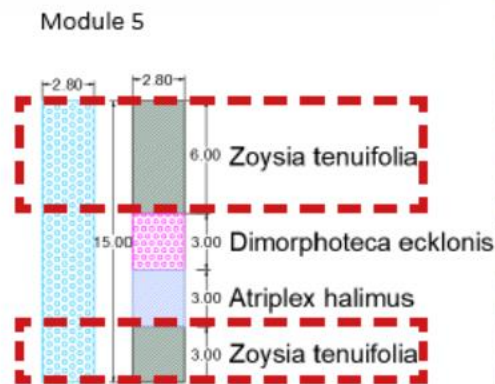 Module 5
2.80 2.80
6.00 Zoysia tenuifolia
15.00 3.00 Dimorphoteca ecklonis
3.00 Atriplex halimus
3.00 Zoysia tenuifolia